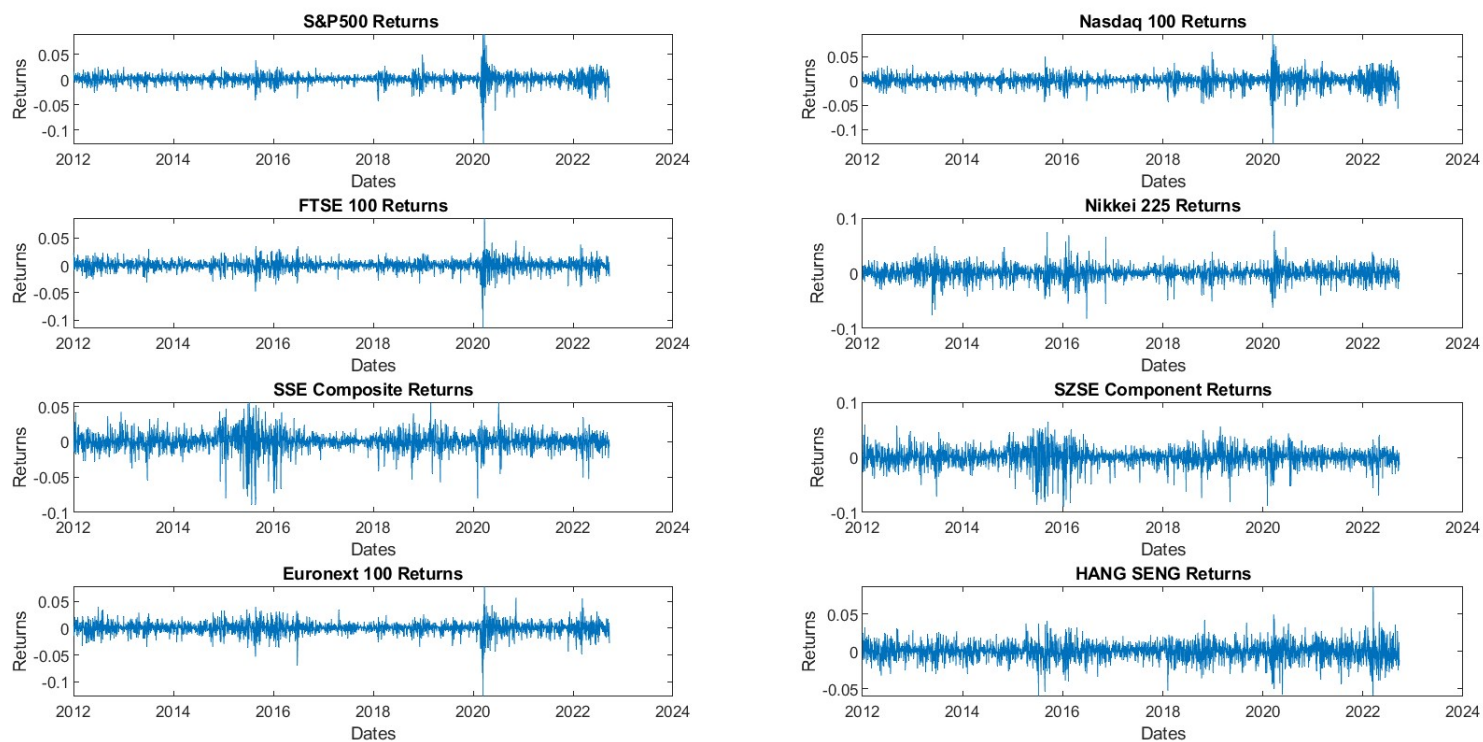 S&P500 Returns
0.05
0
-0.05
-0.1
Returns
2012 2014 2016 2018 2020 2022 2024
Dates
Nasdaq 100 Returns
0.05
0
-0.05
-0.1
Returns
2012 2014 2016 2018 2020 2022 2024
Dates
FTSE 100 Returns
0.05
0
-0.05
-0.1
Returns
2012 2014 2016 2018 2020 2022 2024
Dates
Nikkei 225 Returns
0.1
0
-0.1
Returns
2012 2014 2016 2018 2020 2022 2024
Dates
SSE Composite Returns
0.05
0
-0.05
-0.1
Returns
2012 2014 2016 2018 2020 2022 2024
Dates
SZSE Component Returns
0.1
0
-0.1
Returns
2012 2014 2016 2018 2020 2022 2024
Dates
Euronext 100 Returns
0.05
0
-0.05
-0.1
Returns
2012 2014 2016 2018 2020 2022 2024
Dates
HANG SENG Returns
0.05
0
-0.05
Returns
2012 2014 2016 2018 2020 2022 2024
Dates